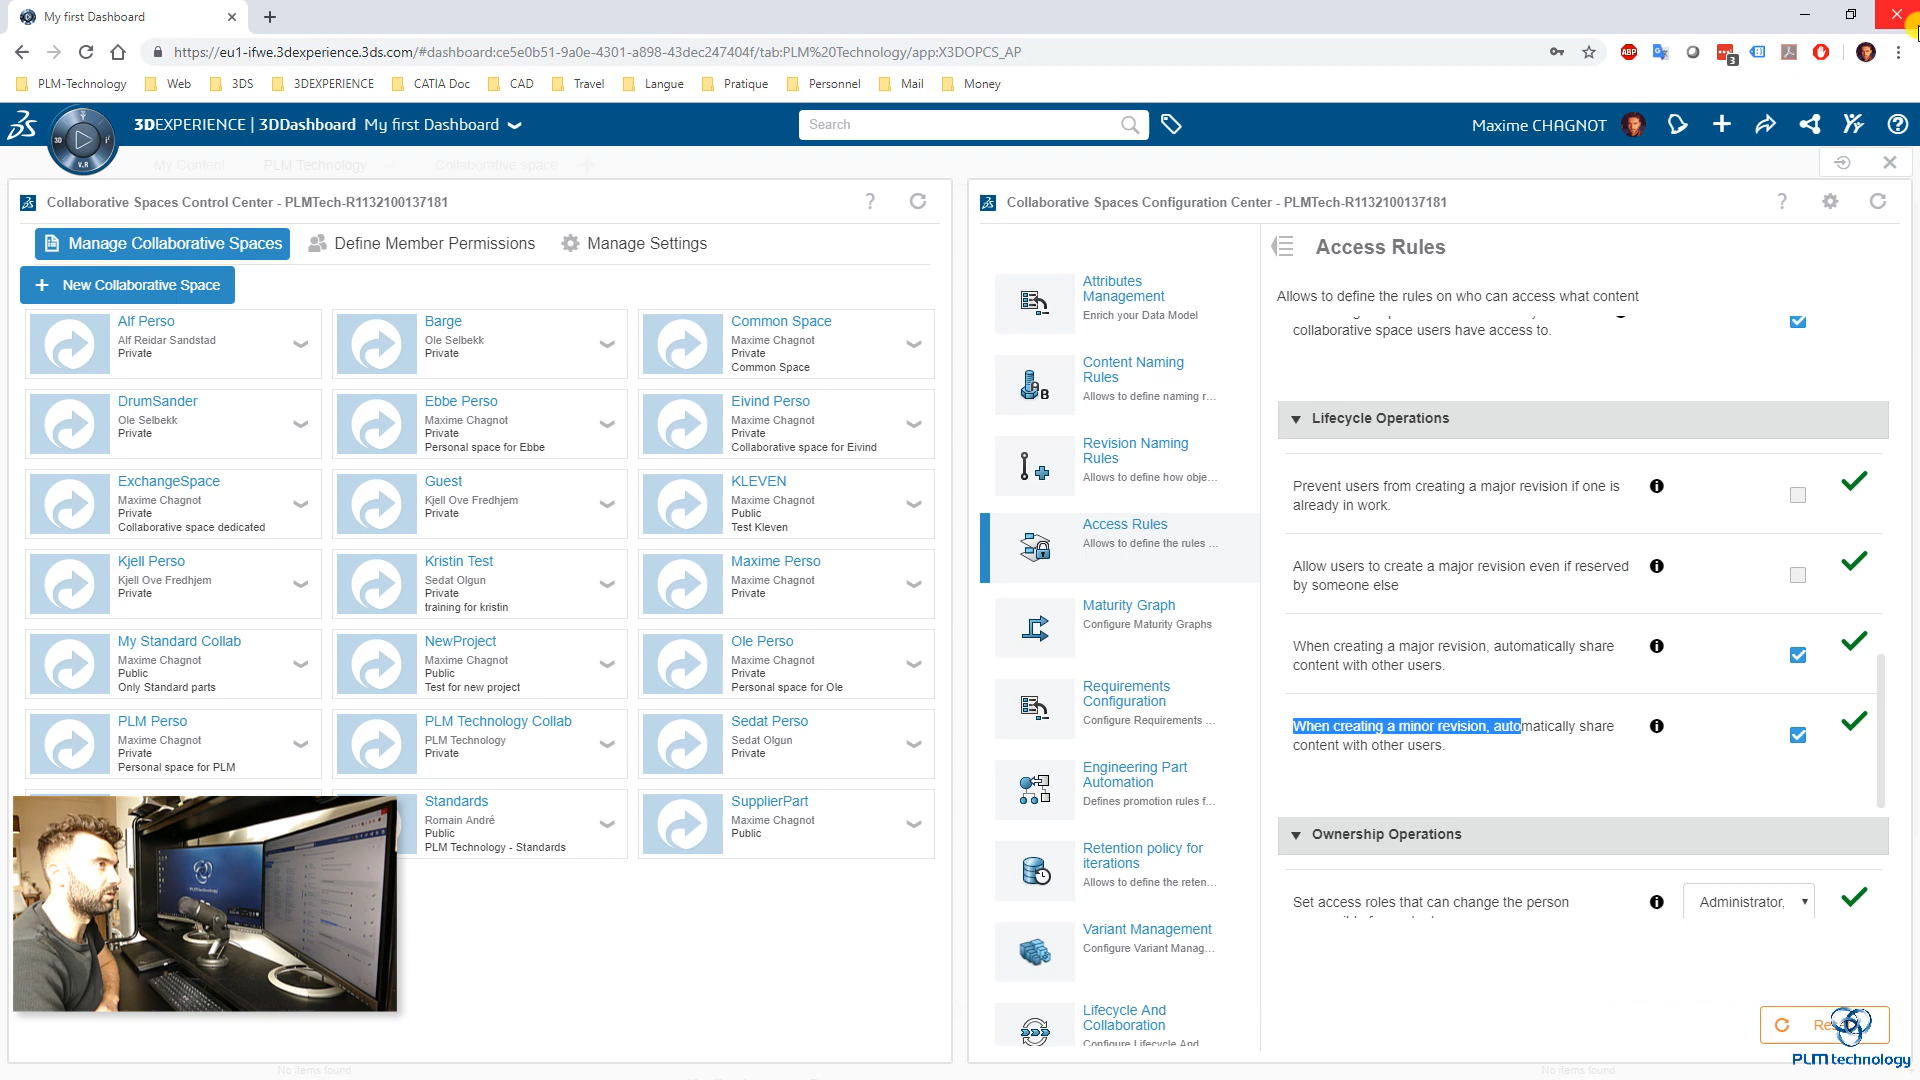 My first Dashboard
https://eu1-ifwe.3dexperience.3ds.com/#dashboard:ce5e0b51-9a0e-4301-a898-43dec247404f/tab:PLM%20Technology/app:X3DOPCS_AP
ABP
3
PLM-Technology Web 3DS 3DEXPERIENCE CATIA Doc CAD Travel Langue Pratique Personnel Mail Money
3DEXPERIENCE | 3DDashboard My first Dashboard
Search
Maxime CHAGNOT
3D
V.R
My Content PLM Technology Collaborative space
Collaborative Spaces Control Center - PLMTech-R1132100137181
Manage Collaborative Spaces Define Member Permissions Manage Settings
+ New Collaborative Space
Alf Perso
Alf Reidar Sandstad
Private
Barge
Ole Selbekk
Private
Common Space
Maxime Chagnot
Private
Common Space
DrumSander
Ole Selbekk
Private
Ebbe Perso
Maxime Chagnot
Private
Personal space for Ebbe
Eivind Perso
Maxime Chagnot
Private
Collaborative space for Eivind
ExchangeSpace
Maxime Chagnot
Private
Collaborative space dedicated
Guest
Kjell Ove Fredhjem
Private
KLEVEN
Maxime Chagnot
Public
Test Kleven
Kjell Perso
Kjell Ove Fredhjem
Private
Kristin Test
Sedat Olgun
Private
training for kristin
Maxime Perso
Maxime Chagnot
Private
My Standard Collab
Maxime Chagnot
Public
Only Standard parts
NewProject
Maxime Chagnot
Public
Test for new project
Ole Perso
Maxime Chagnot
Private
Personal space for Ole
PLM Perso
Maxime Chagnot
Private
Personal space for PLM
PLM Technology Collab
PLM Technology
Private
Sedat Perso
Sedat Olgun
Private
Standards
Romain André
Public
PLM Technology - Standards
SupplierPart
Maxime Chagnot
Public
PLMtechnology
No items found
Collaborative Spaces Configuration Center - PLMTech-R1132100137181
Attributes
Management
Enrich your Data Model
Content Naming
Rules
Allows to define naming r...
Revision Naming
Rules
Allows to define how obje...
Access Rules
Allows to define the rules ...
Maturity Graph
Configure Maturity Graphs
Requirements
Configuration
Configure Requirements ...
Engineering Part
Automation
Defines promotion rules f...
Retention policy for
iterations
Allows to define the reten...
Variant Management
Configure Variant Manag...
Lifecycle And
Collaboration
Configure Lifecycle And
Access Rules
Allows to define the rules on who can access what content
collaborative space users have access to.
Lifecycle Operations
Prevent users from creating a major revision if one is
already in work.
Allow users to create a major revision even if reserved
by someone else
When creating a major revision, automatically share
content with other users.
When creating a minor revision, automatically share
content with other users.
Ownership Operations
Set access roles that can change the person
Administrator,
PLMtechnology
No items found